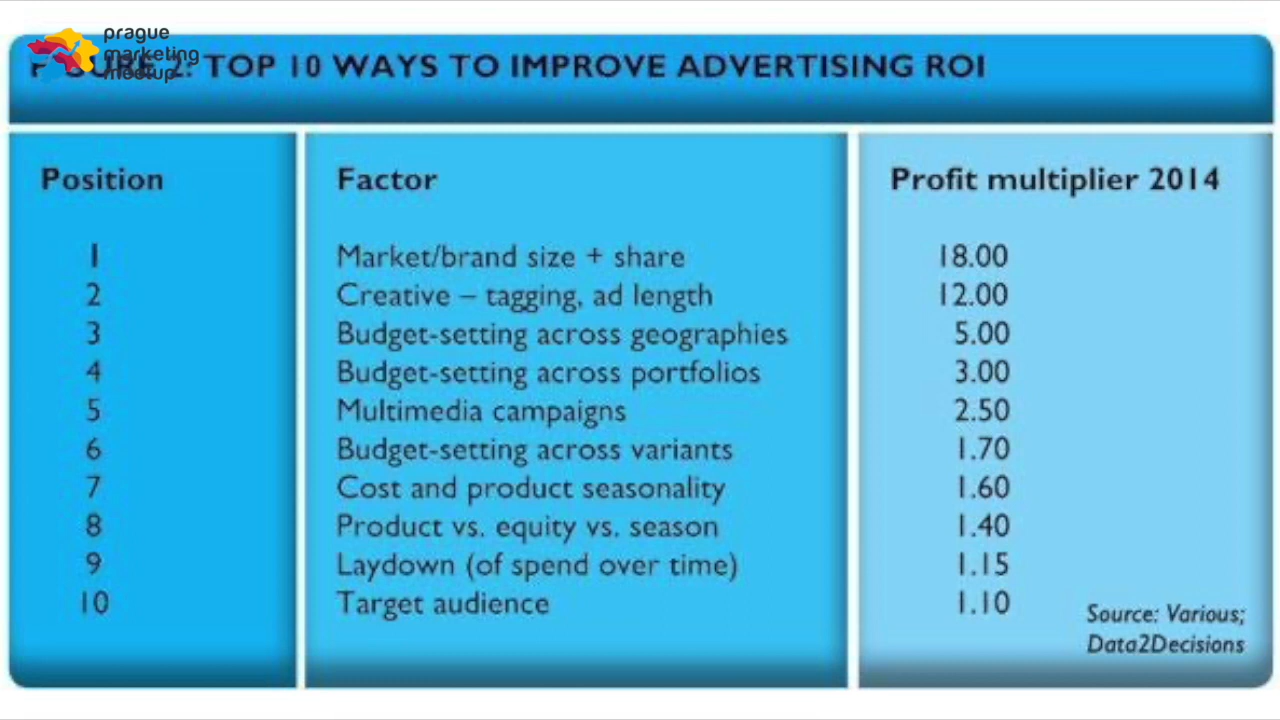 prague
marketing
meetup
FIGURE 2: TOP 10 WAYS TO IMPROVE ADVERTISING ROI
Position Factor Profit multiplier 2014
1 Market/brand size + share 18.00
2 Creative – tagging, ad length 12.00
3 Budget-setting across geographies 5.00
4 Budget-setting across portfolios 3.00
5 Multimedia campaigns 2.50
6 Budget-setting across variants 1.70
7 Cost and product seasonality 1.60
8 Product vs. equity vs. season 1.40
9 Laydown (of spend over time) 1.15
10 Target audience 1.10
Source: Various;
Data2Decisions